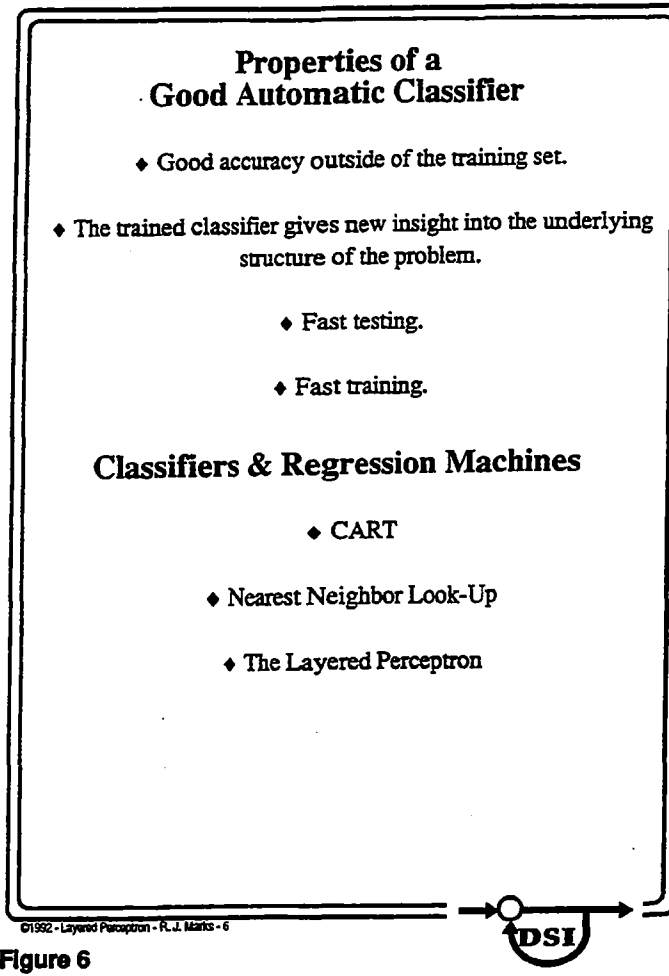 Properties of a
Good Automatic Classifier
♦ Good accuracy outside of the training set.
♦ The trained classifier gives new insight into the underlying
structure of the problem.
♦ Fast testing.
♦ Fast training.
Classifiers & Regression Machines
♦ CART
♦ Nearest Neighbor Look-Up
♦ The Layered Perceptron
©1992 - Layered Perceptron - R. J. Marks - 6
DSI
Figure 6